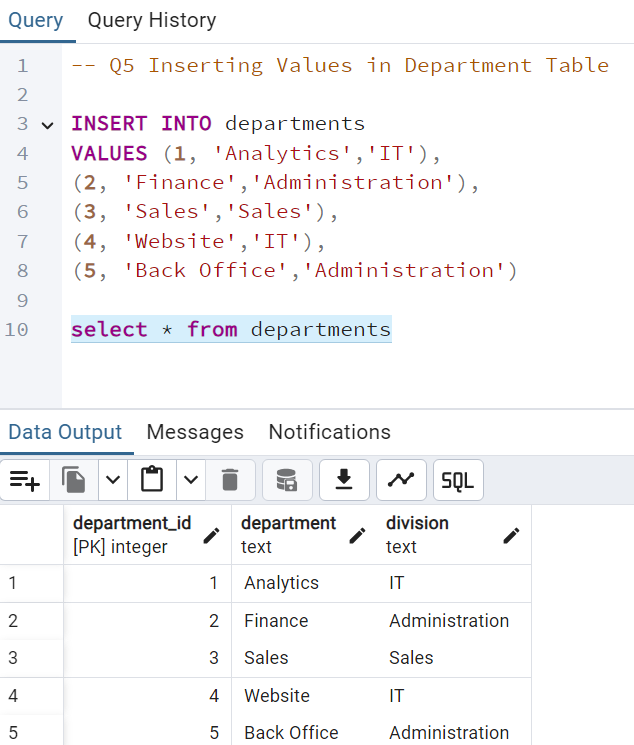 Query Query History
1 -- Q5 Inserting Values in Department Table
2
3 INSERT INTO departments
4 VALUES (1, 'Analytics','IT'),
5 (2, 'Finance','Administration'),
6 (3, 'Sales','Sales'),
7 (4, 'Website','IT'),
8 (5, 'Back Office','Administration')
9
10 select * from departments
Data Output Messages Notifications
SQL
department_id department division
[PK] integer text text
1 1 Analytics IT
2 2 Finance Administration
3 3 Sales Sales
4 4 Website IT
5 5 Back Office Administration